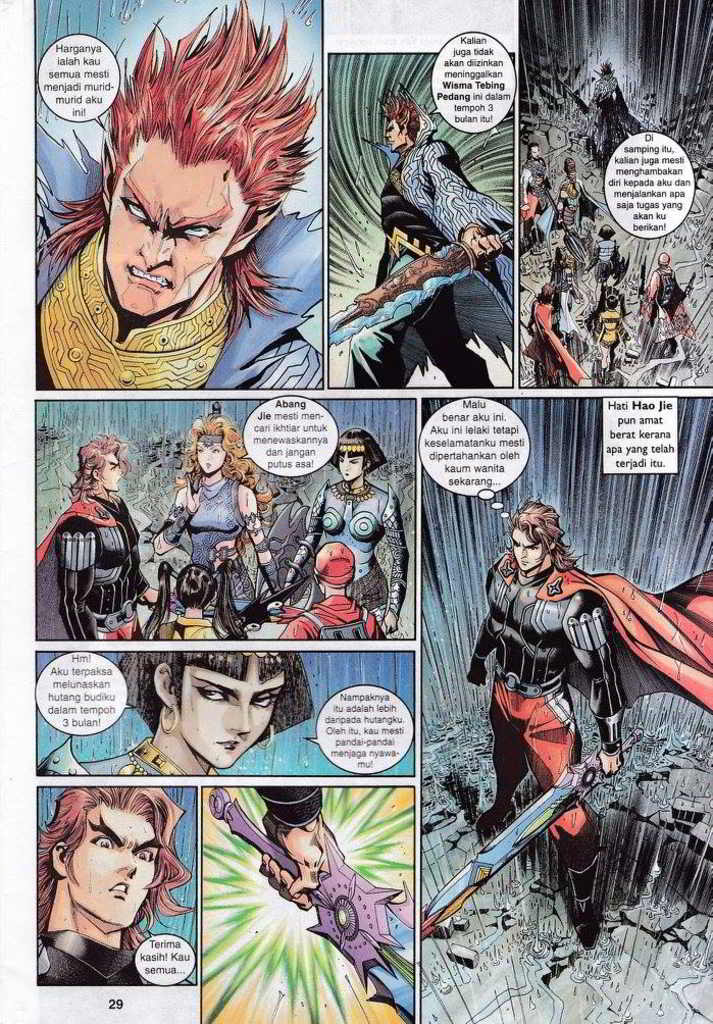 Harganya
ialah kau
semua mesti
menjadi murid-
murid aku
ini!
Kalian
juga tidak
akan diizinkan
meninggalkan
Wisma Tebing
Pedang ini dalam
tempoh 3
bulan itu!
Di
samping itu,
kalian juga mesti
menghambakan
diri kepada aku dan
menjalankan apa
saja tugas yang
akan ku
berikan!
Abang
Jie mesti men-
cari ikhtiar untuk
menewaskannya
dan jangan
putus asa!
Malu
benar aku ini.
Aku ini lelaki tetapi
keselamatanku mesti
dipertahankan oleh
kaum wanita
sekarang...
Hati Hao Jie
pun amat
berat kerana
apa yang telah
terjadi itu.
Hm!
Aku terpaksa
melunaskan
hutang budiku
dalam tempoh
3 bulan!
Nampaknya
itu adalah lebih
daripada hutangku.
Oleh itu, kau mesti
pandai-pandai
menjaga nyawa-
mu!
Terima
kasih! Kau
semua...
29